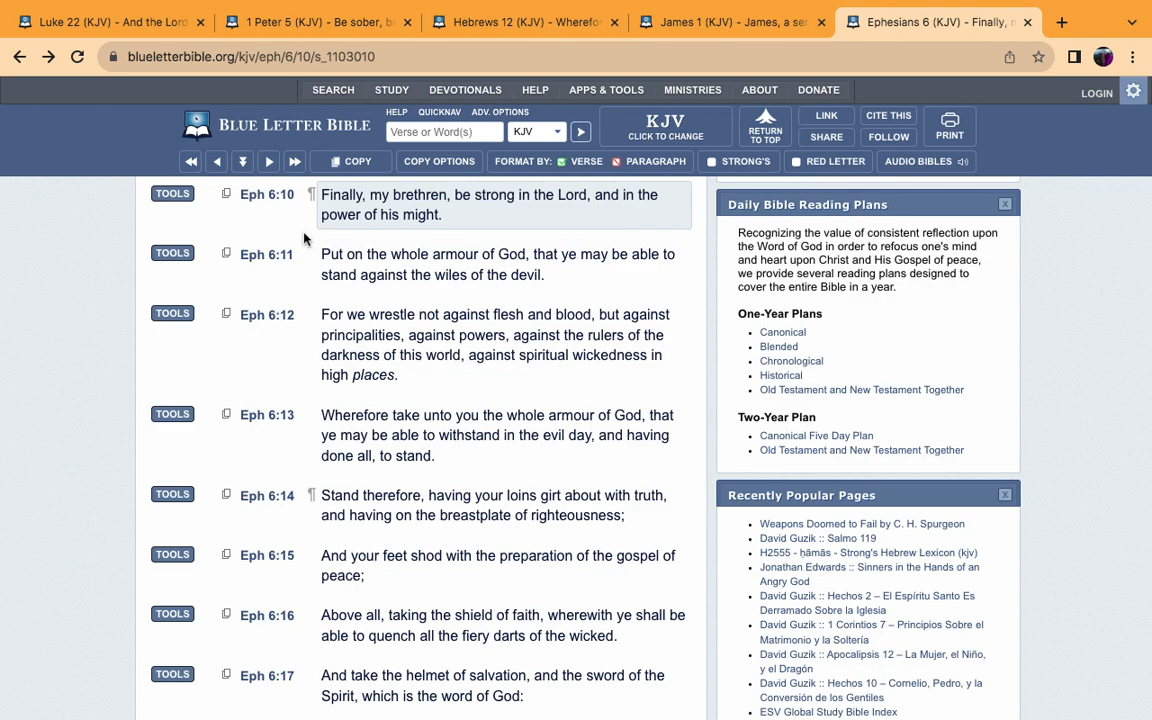 Luke 22 (KJV) - And the Lord
1 Peter 5 (KJV) - Be sober, be
Hebrews 12 (KJV) - Wherefor
James 1 (KJV) - James, a ser
Ephesians 6 (KJV) - Finally, m
blueletterbible.org/kjv/eph/6/10/s_1103010
SEARCH STUDY DEVOTIONALS HELP APPS & TOOLS MINISTRIES ABOUT DONATE
LOGIN
BLUE LETTER BIBLE
HELP QUICKNAV ADV. OPTIONS
Verse or Word(s)
KJV
KJV
CLICK TO CHANGE
RETURN
TO TOP
LINK
CITE THIS
SHARE
FOLLOW
PRINT
COPY
COPY OPTIONS
FORMAT BY: VERSE PARAGRAPH
STRONG'S
RED LETTER
AUDIO BIBLES
TOOLS Eph 6:10 ¶ Finally, my brethren, be strong in the Lord, and in the
power of his might.
TOOLS Eph 6:11 Put on the whole armour of God, that ye may be able to
stand against the wiles of the devil.
TOOLS Eph 6:12 For we wrestle not against flesh and blood, but against
principalities, against powers, against the rulers of the
darkness of this world, against spiritual wickedness in
high places.
TOOLS Eph 6:13 Wherefore take unto you the whole armour of God, that
ye may be able to withstand in the evil day, and having
done all, to stand.
TOOLS Eph 6:14 ¶ Stand therefore, having your loins girt about with truth,
and having on the breastplate of righteousness;
TOOLS Eph 6:15 And your feet shod with the preparation of the gospel of
peace;
TOOLS Eph 6:16 Above all, taking the shield of faith, wherewith ye shall be
able to quench all the fiery darts of the wicked.
TOOLS Eph 6:17 And take the helmet of salvation, and the sword of the
Spirit, which is the word of God:
Daily Bible Reading Plans
Recognizing the value of consistent reflection upon
the Word of God in order to refocus one's mind
and heart upon Christ and His Gospel of peace,
we provide several reading plans designed to
cover the entire Bible in a year.
One-Year Plans
Canonical
Blended
Chronological
Historical
Old Testament and New Testament Together
Two-Year Plan
Canonical Five Day Plan
Old Testament and New Testament Together
Recently Popular Pages
Weapons Doomed to Fail by C. H. Spurgeon
David Guzik :: Salmo 119
H2555 - ḥāmās - Strong's Hebrew Lexicon (kjv)
Jonathan Edwards :: Sinners in the Hands of an
Angry God
David Guzik :: Hechos 2 – El Espíritu Santo Es
Derramado Sobre la Iglesia
David Guzik :: 1 Corintios 7 – Principios Sobre el
Matrimonio y la Soltería
David Guzik :: Apocalipsis 12 – La Mujer, el Niño,
y el Dragón
David Guzik :: Hechos 10 – Cornelio, Pedro, y la
Conversión de los Gentiles
ESV Global Study Bible Index